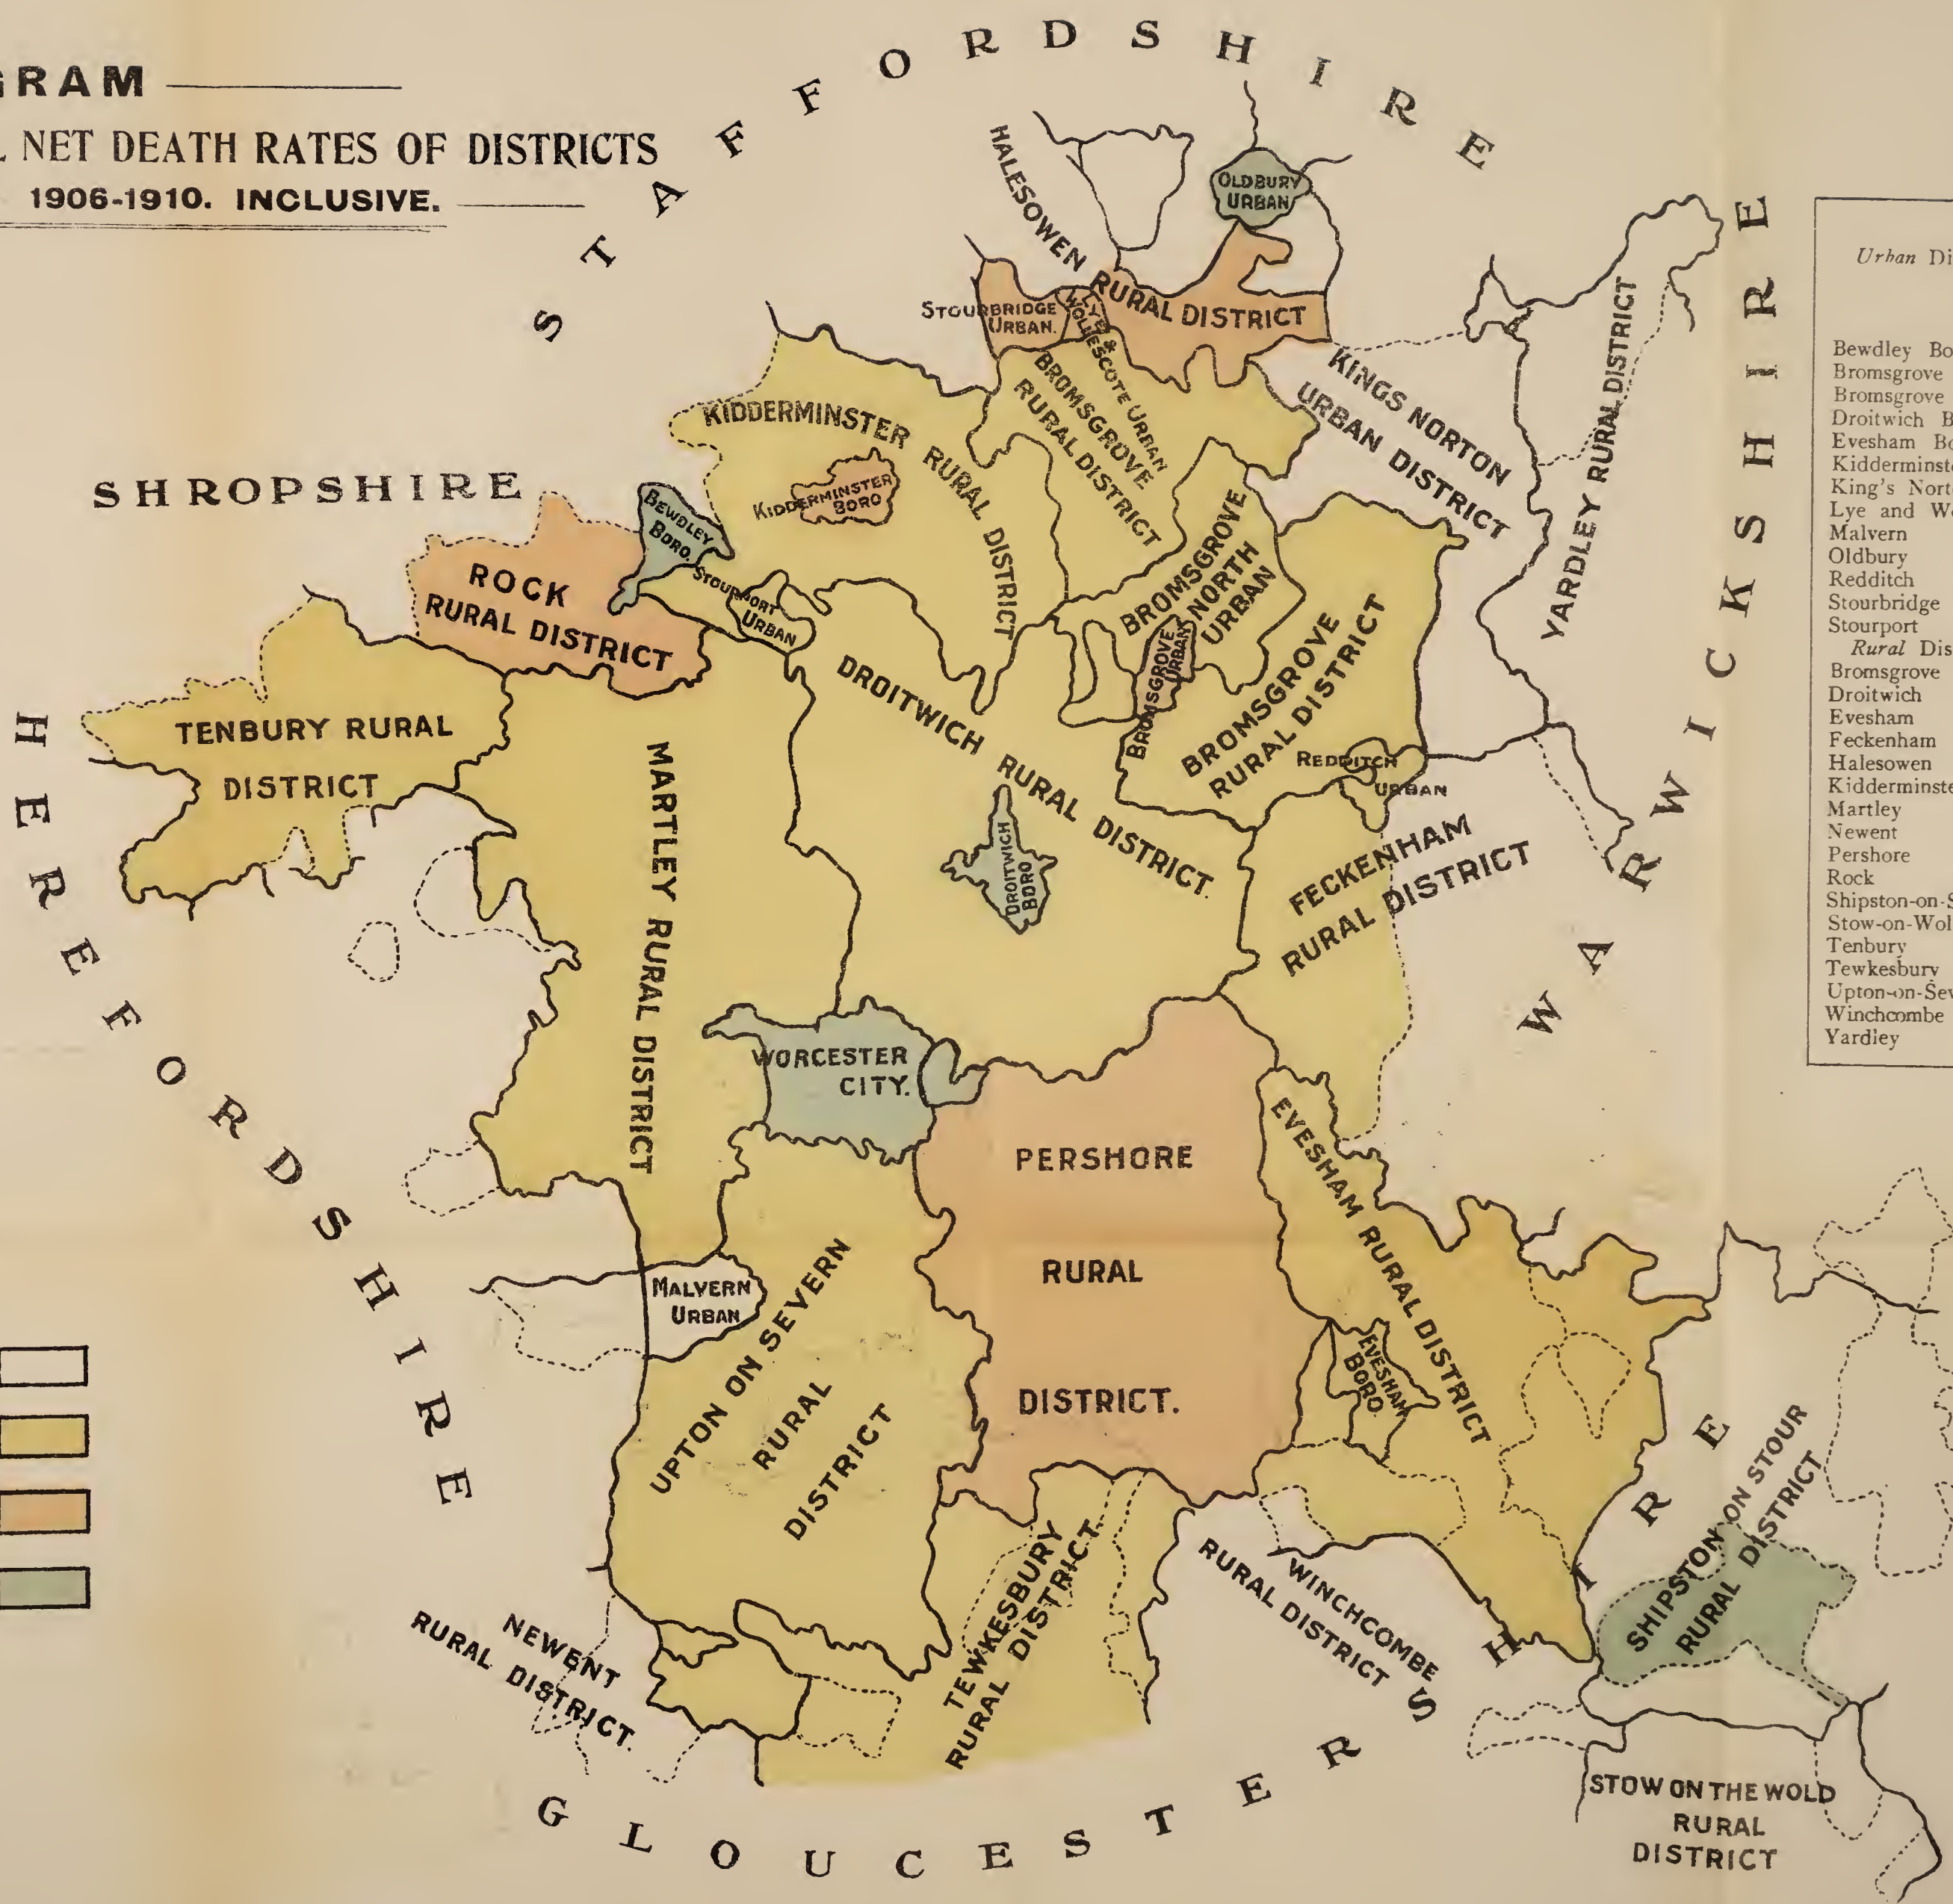 GRAM
NET DEATH RATES OF DISTRICTS
1906-1910. INCLUSIVE.
STAFFORDSHIRE
SHROPSHIRE
HEREFORDSHIRE
WARWICKSHIRE
GLOUCESTERSHIRE
HALESOWEN RURAL DISTRICT
OLDBURY
URBAN
STOURBRIDGE
URBAN.
LYE &
WOLLESCOTE URBAN
KINGS NORTON
URBAN DISTRICT
YARDLEY RURAL DISTRICT
BROMSGROVE
RURAL DISTRICT
KIDDERMINSTER RURAL DISTRICT
KIDDERMINSTER
BORO
BEWDLEY
BORO.
STOURPORT
URBAN
ROCK
RURAL DISTRICT
TENBURY RURAL
DISTRICT
BROMSGROVE
NORTH
URBAN
BROMSGROVE
URBAN
BROMSGROVE
RURAL DISTRICT
REDDITCH
URBAN
DROITWICH RURAL DISTRICT.
DROITWICH
BORO
MARTLEY RURAL DISTRICT
FECKENHAM
RURAL DISTRICT
WORCESTER
CITY.
PERSHORE
RURAL
DISTRICT.
EVESHAM RURAL DISTRICT
EVESHAM
BORO.
MALVERN
URBAN
UPTON ON SEVERN
RURAL
DISTRICT
NEWENT
RURAL DISTRICT.
TEWKESBURY
RURAL DISTRICT
WINCHCOMBE
RURAL DISTRICT
SHIPSTON ON STOUR
RURAL DISTRICT
STOW ON THE WOLD
RURAL
DISTRICT
Urban Di
Bewdley Bo
Bromsgrove
Bromsgrove
Droitwich B
Evesham Bo
Kidderminste
King's Nort
Lye and Wo
Malvern
Oldbury
Redditch
Stourbridge
Stourport
Rural Dis
Bromsgrove
Droitwich
Evesham
Feckenham
Halesowen
Kidderminste
Martley
Newent
Pershore
Rock
Shipston-on-S
Stow-on-Wol
Tenbury
Tewkesbury
Upton-on-Sev
Winchcombe
Yardley